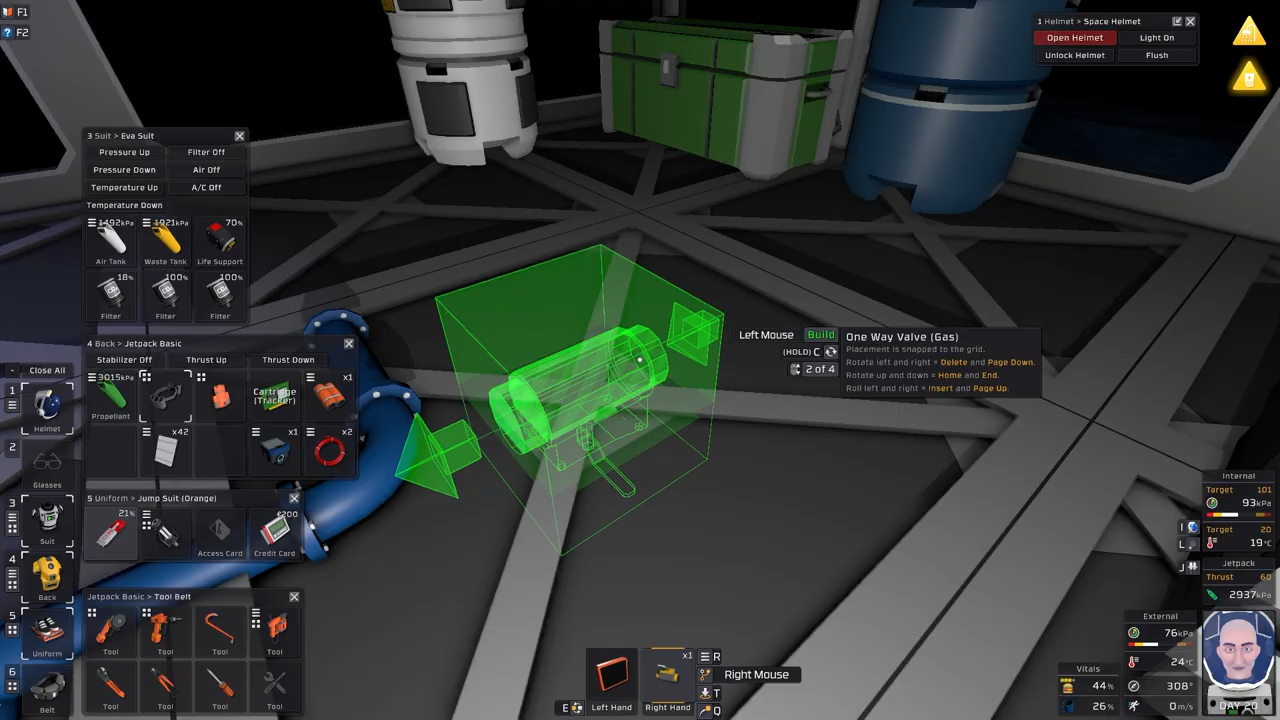 F1
F2
1 Helmet > Space Helmet
Open Helmet
Light On
Unlock Helmet
Flush
3 Suit > Eva Suit
Pressure Up
Filter Off
Pressure Down
Air Off
Temperature Up
A/C Off
Temperature Down
1492kPa
1921kPa
70%
Air Tank
Waste Tank
Life Support
18%
100%
100%
Filter
Filter
Filter
4 Back > Jetpack Basic
Stabilizer Off
Thrust Up
Thrust Down
3015kPa
x1
Propellant
Cartridge
(Tracker)
x42
x1
x2
5 Uniform > Jump Suit (Orange)
21%
€200
Access Card
Credit Card
Jetpack Basic > Tool Belt
Tool
Tool
Tool
Tool
Tool
Tool
Tool
Tool
- Close All
1
Helmet
2
Glasses
3
Suit
4
Back
5
Uniform
6
Belt
Left Mouse
Build
(HOLD) C
2 of 4
One Way Valve (Gas)
Placement is snapped to the grid.
Rotate left and right = Delete and Page Down.
Rotate up and down = Home and End.
Roll left and right = Insert and Page Up.
x1
R
Right Mouse
T
E
Left Hand
Right Hand
Q
Internal
Target 101
93kPa
Target 20
19°C
I
L
J
Jetpack
Thrust 60
2937kPa
External
76kPa
24°C
308°
0m/s
Vitals
44%
26%
DAY 20